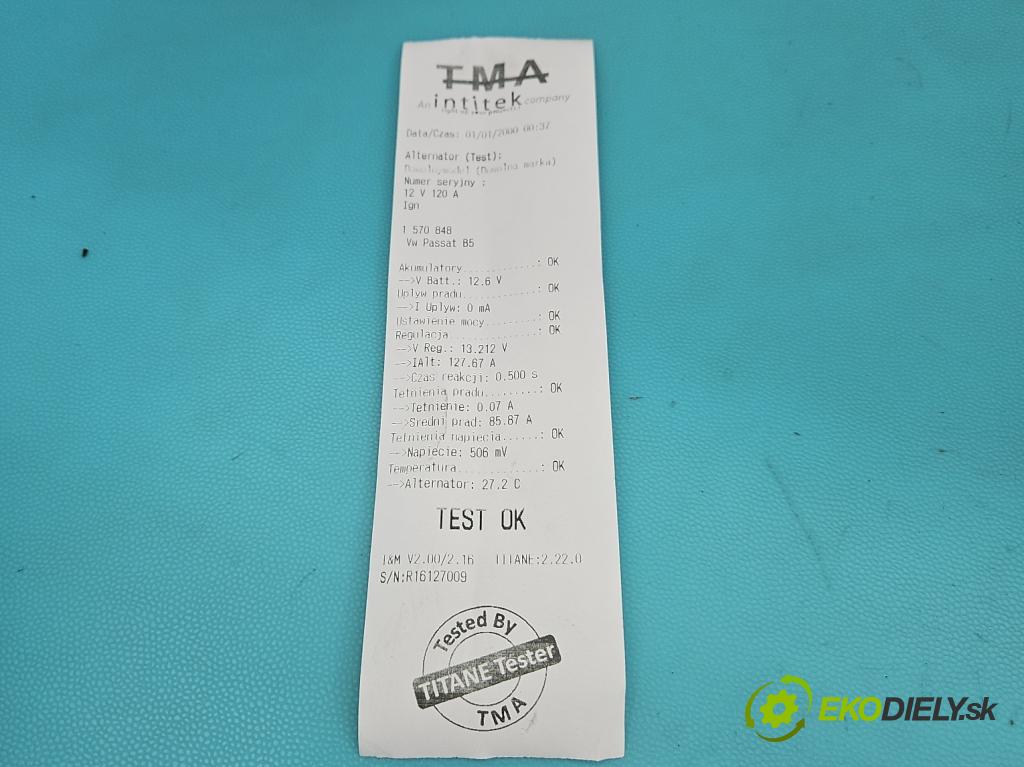 TMA
An intitek company
Data/Czas: 01/01/2000 00:37
Alternator (Test):
(Dowolna marka)
Numer seryjny :
12 V 120 A
Ign
1 570 848
Vw Passat B5
Akumulatory............: OK
-->V Batt.: 12.6 V
Uplyw pradu............: OK
-->I Uplyw: 0 mA
Ustawienie mocy........: OK
Regulacja..............: OK
-->V Reg.: 13.212 V
-->IAlt: 127.67 A
-->Czas reakcji: 0.500 s
Tetnienia pradu........: OK
-->Tetnienie: 0.07 A
-->Sredni prad: 85.87 A
Tetnienia napiecia.....: OK
-->Napiecie: 506 mV
Temperatura............: OK
-->Alternator: 27.2 C
TEST OK
I&M V2.00/2.16 TITANE:2.22.0
S/N:R16127009
Tested By
TITANE Tester
TMA
EKODIELY.sk